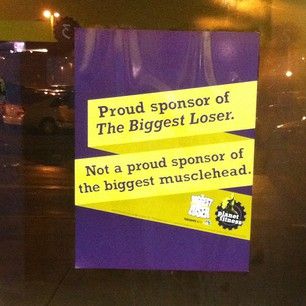 Proud sponsor of
The Biggest Loser.
Not a proud sponsor of
the biggest musclehead.
planet
fitness